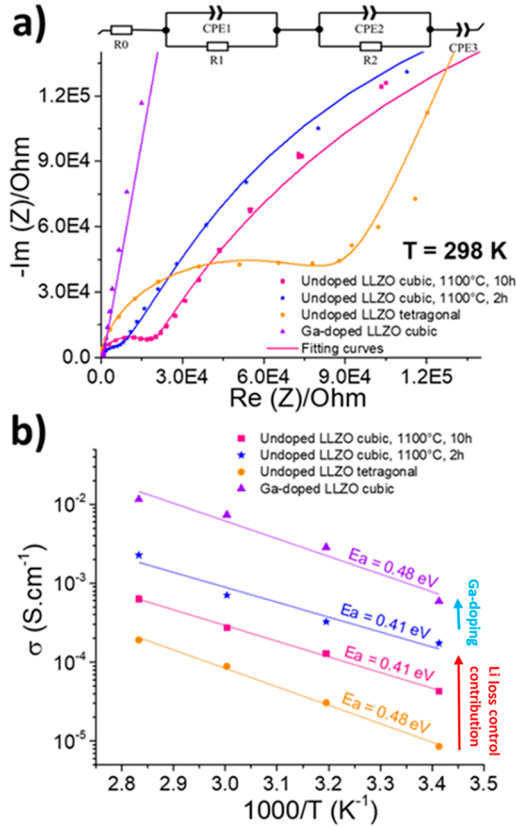 a)
CPE1
CPE2
R0
R1
R2
CPE3
-Im (Z)/Ohm
1.2E5
9.0E4
6.0E4
3.0E4
0.0
T = 298 K
Undoped LLZO cubic, 1100°C, 10h
Undoped LLZO cubic, 1100°C, 2h
Undoped LLZO tetragonal
Ga-doped LLZO cubic
Fitting curves
0.0 3.0E4 6.0E4 9.0E4 1.2E5
Re (Z)/Ohm
b)
Undoped LLZO cubic, 1100°C, 10h
Undoped LLZO cubic, 1100°C, 2h
Undoped LLZO tetragonal
Ga-doped LLZO cubic
σ (S.cm⁻¹)
10⁻²
10⁻³
10⁻⁴
10⁻⁵
Ea = 0.48 eV
Ea = 0.41 eV
Ea = 0.41 eV
Ea = 0.48 eV
Ga-doping
Li loss control
contribution
2.8 2.9 3.0 3.1 3.2 3.3 3.4 3.5
1000/T (K⁻¹)